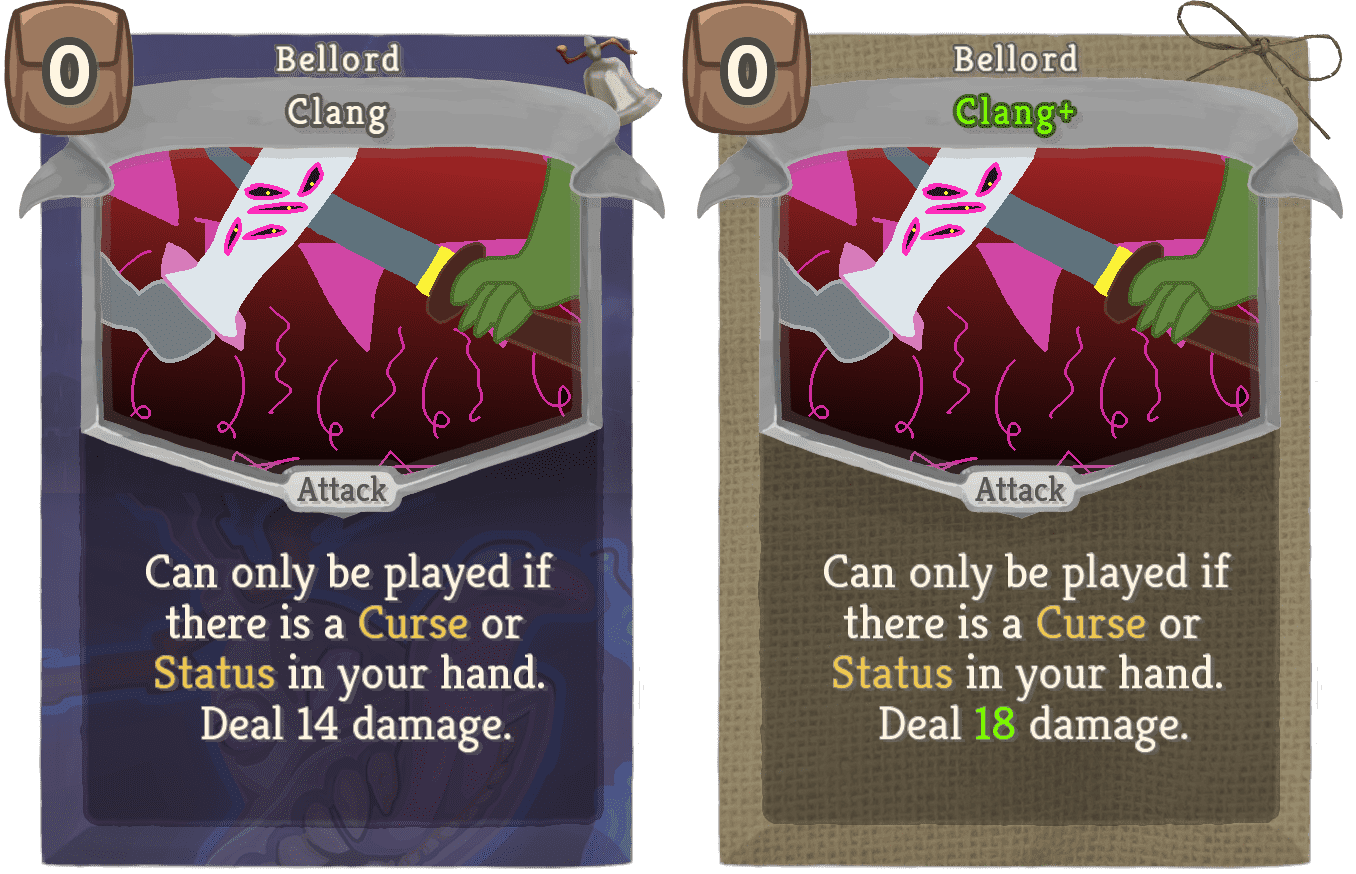 0
Bellord
Clang
Attack
Can only be played if
there is a Curse or
Status in your hand.
Deal 14 damage.
0
Bellord
Clang+
Attack
Can only be played if
there is a Curse or
Status in your hand.
Deal 18 damage.